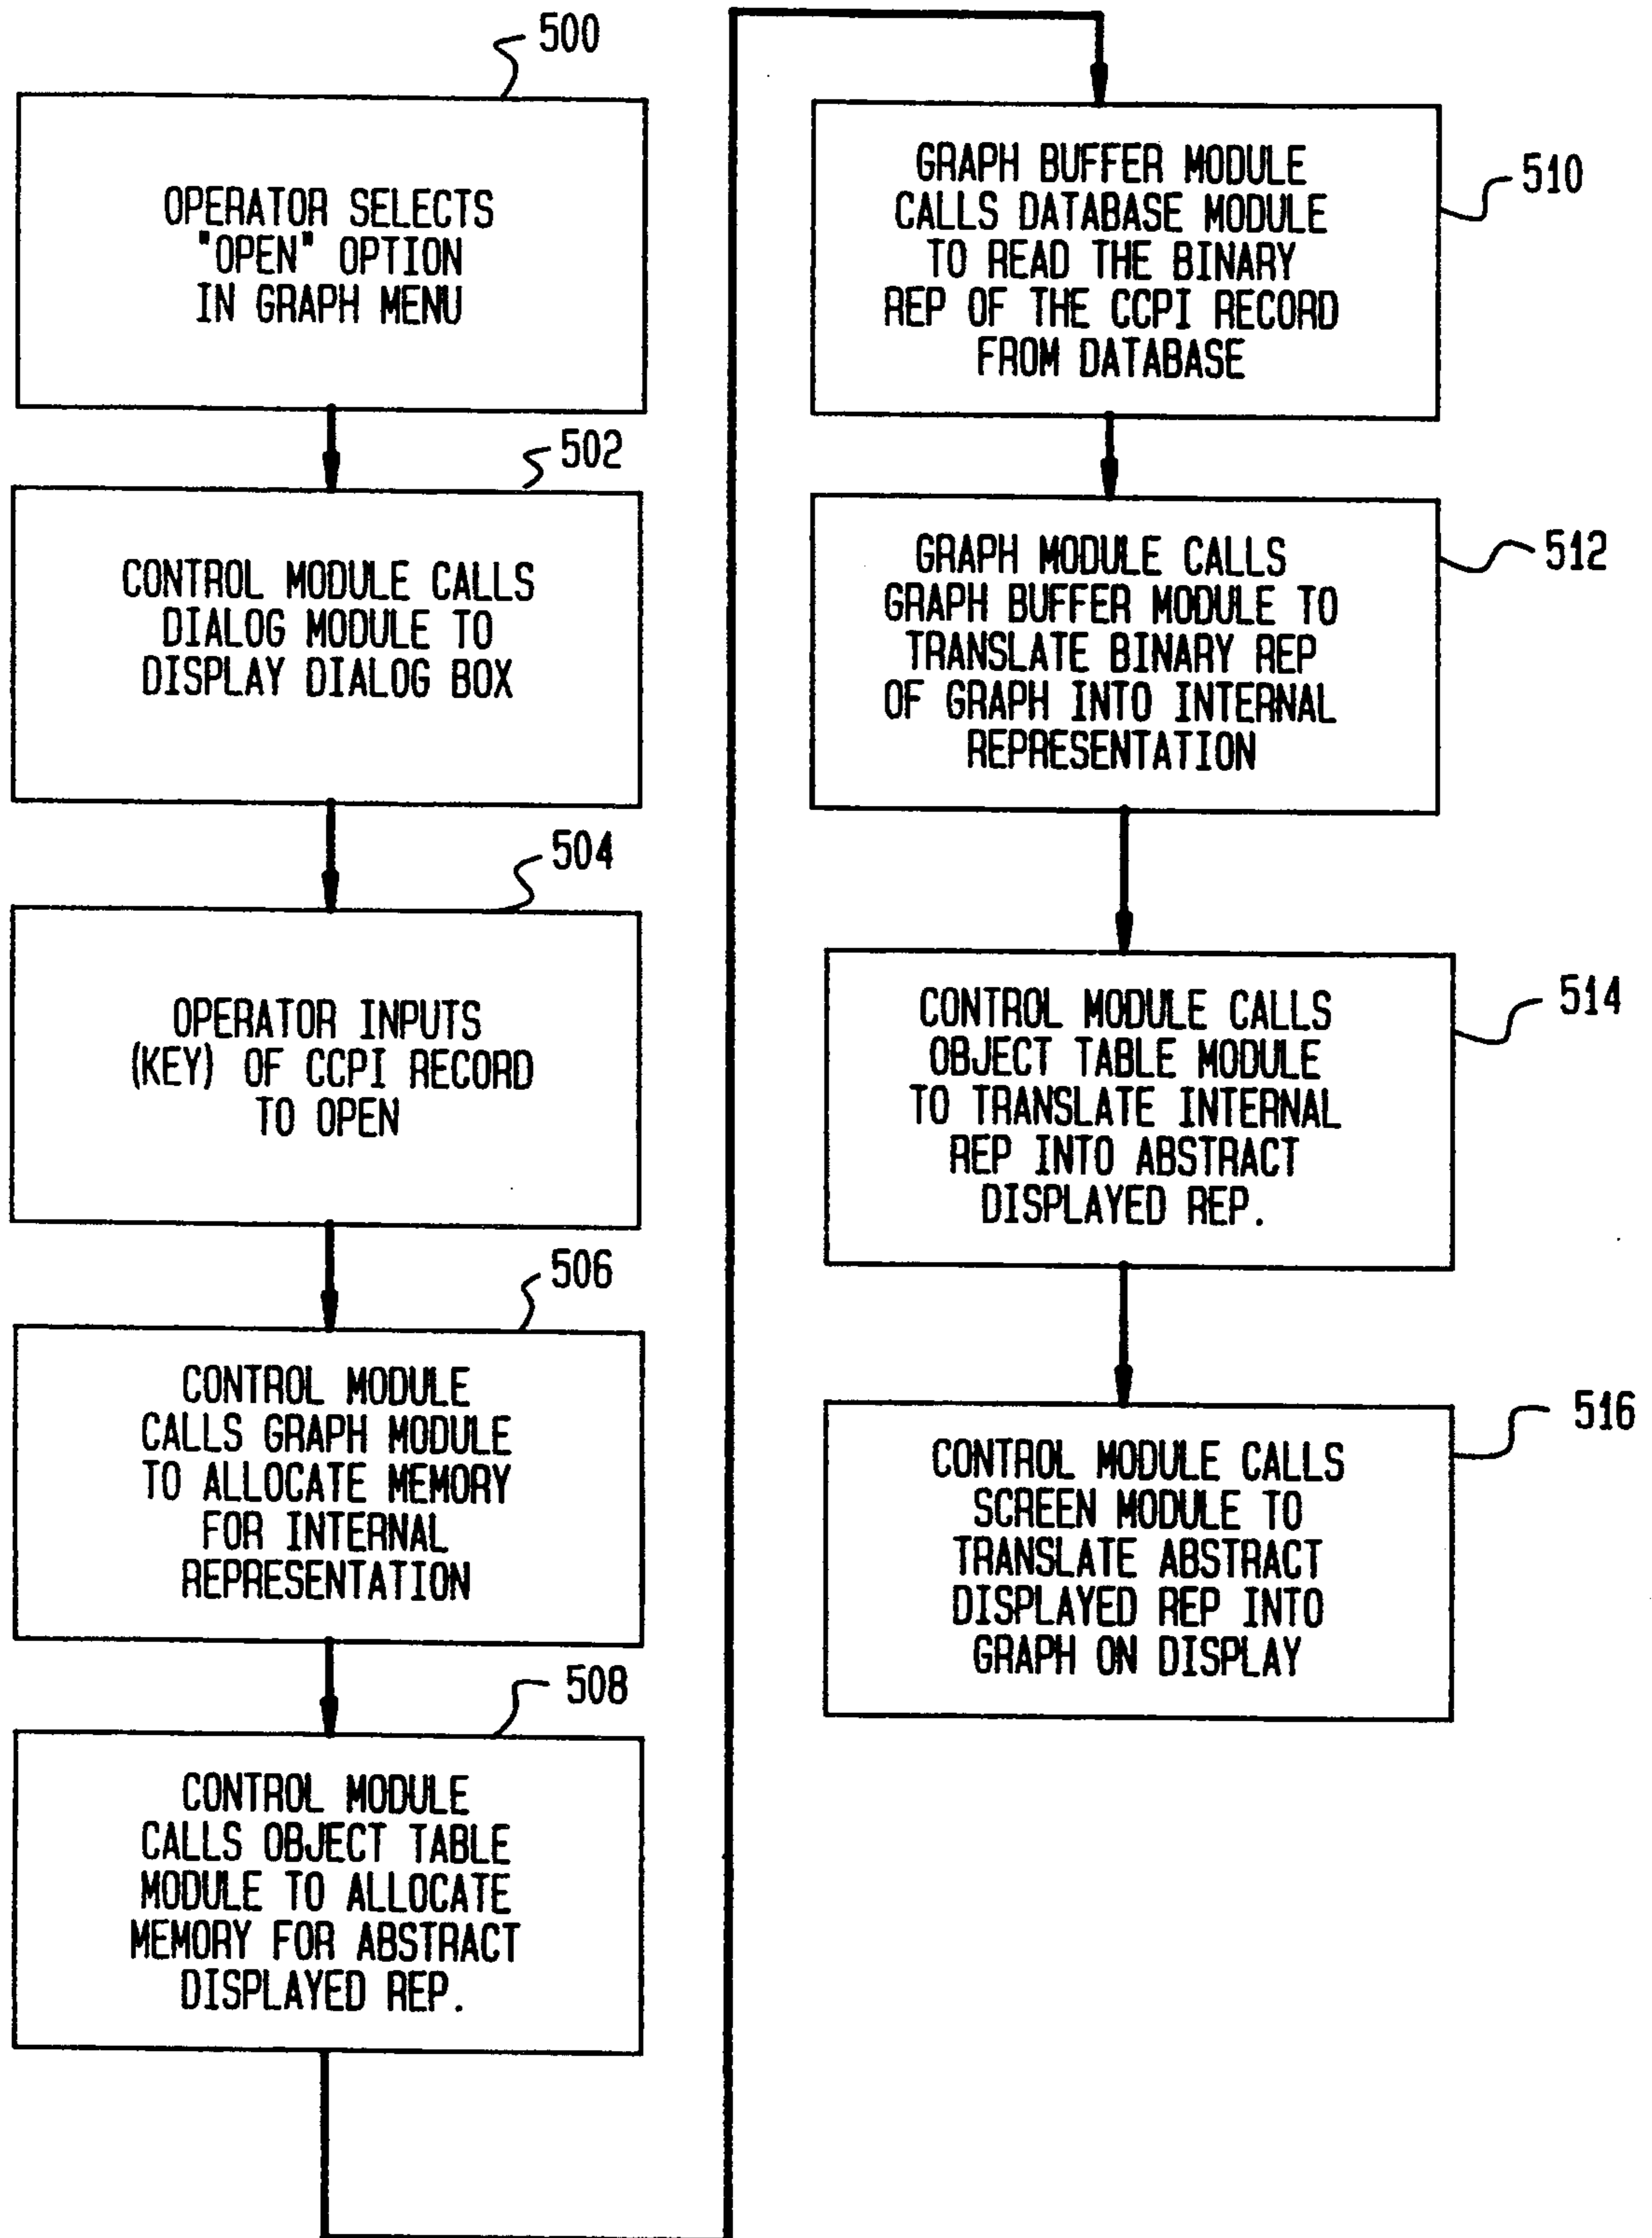 500
OPERATOR SELECTS
"OPEN" OPTION
IN GRAPH MENU
502
CONTROL MODULE CALLS
DIALOG MODULE TO
DISPLAY DIALOG BOX
504
OPERATOR INPUTS
(KEY) OF CCPI RECORD
TO OPEN
506
CONTROL MODULE
CALLS GRAPH MODULE
TO ALLOCATE MEMORY
FOR INTERNAL
REPRESENTATION
508
CONTROL MODULE
CALLS OBJECT TABLE
MODULE TO ALLOCATE
MEMORY FOR ABSTRACT
DISPLAYED REP.
510
GRAPH BUFFER MODULE
CALLS DATABASE MODULE
TO READ THE BINARY
REP OF THE CCPI RECORD
FROM DATABASE
512
GRAPH MODULE CALLS
GRAPH BUFFER MODULE TO
TRANSLATE BINARY REP
OF GRAPH INTO INTERNAL
REPRESENTATION
514
CONTROL MODULE CALLS
OBJECT TABLE MODULE
TO TRANSLATE INTERNAL
REP INTO ABSTRACT
DISPLAYED REP.
516
CONTROL MODULE CALLS
SCREEN MODULE TO
TRANSLATE ABSTRACT
DISPLAYED REP INTO
GRAPH ON DISPLAY